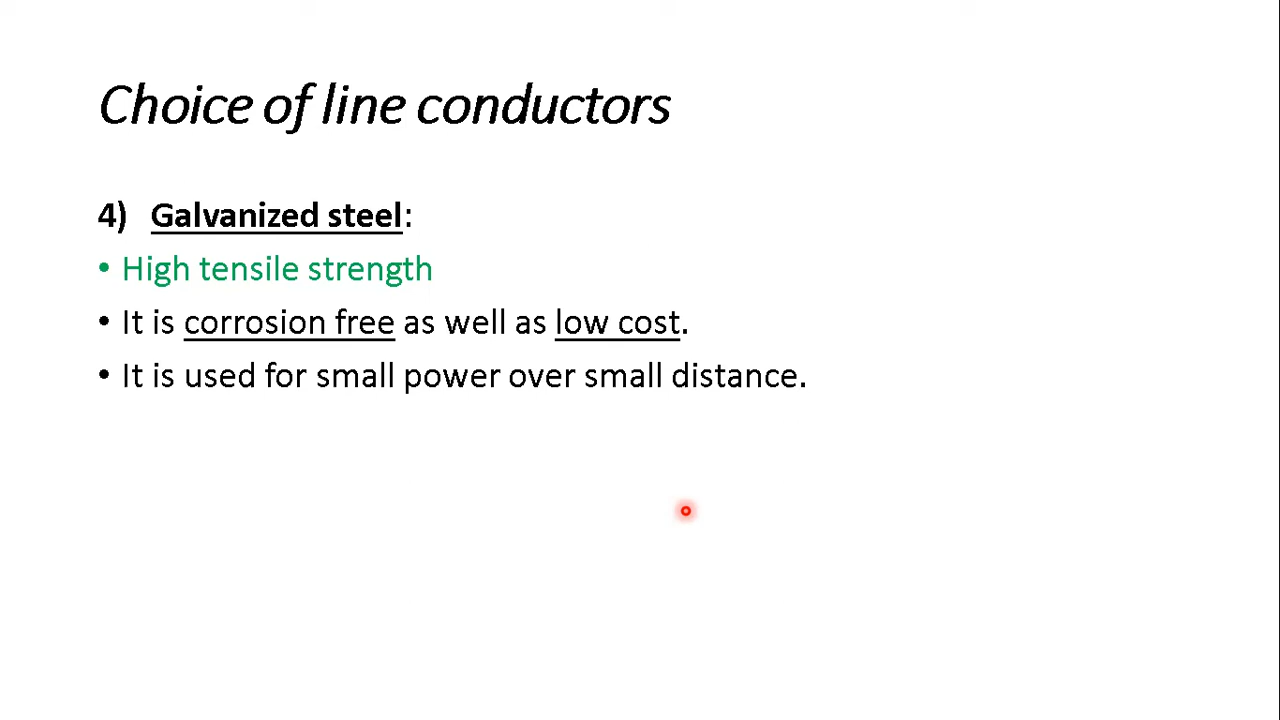 Choice of line conductors
4) Galvanized steel:
• High tensile strength
• It is corrosion free as well as low cost.
• It is used for small power over small distance.